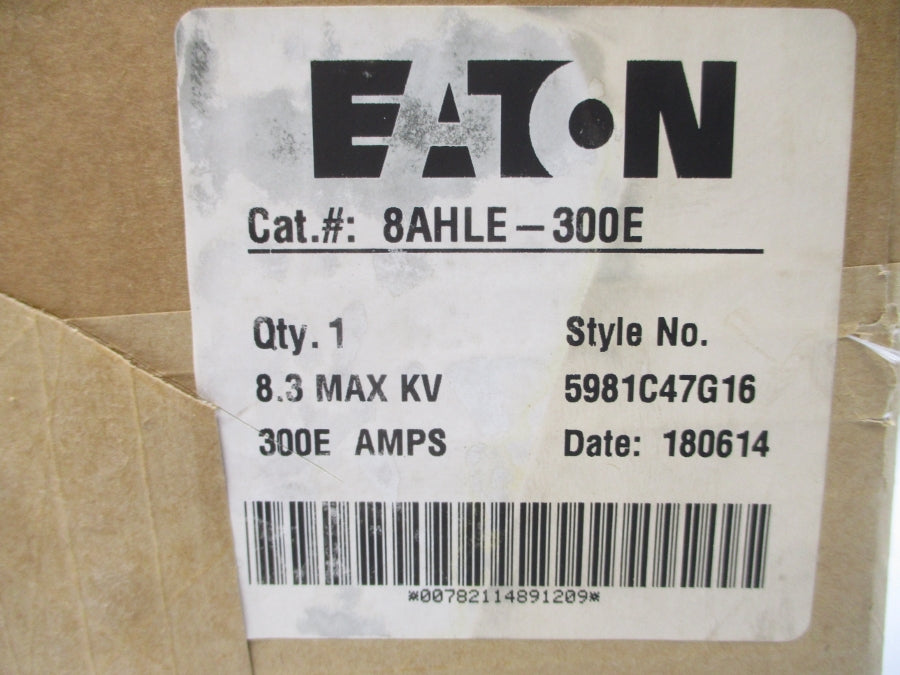 EATON
Cat.#: 8AHLE-300E
Qty. 1
8.3 MAX KV
300E AMPS
Style No.
5981C47G16
Date: 180614
*00782114891209*